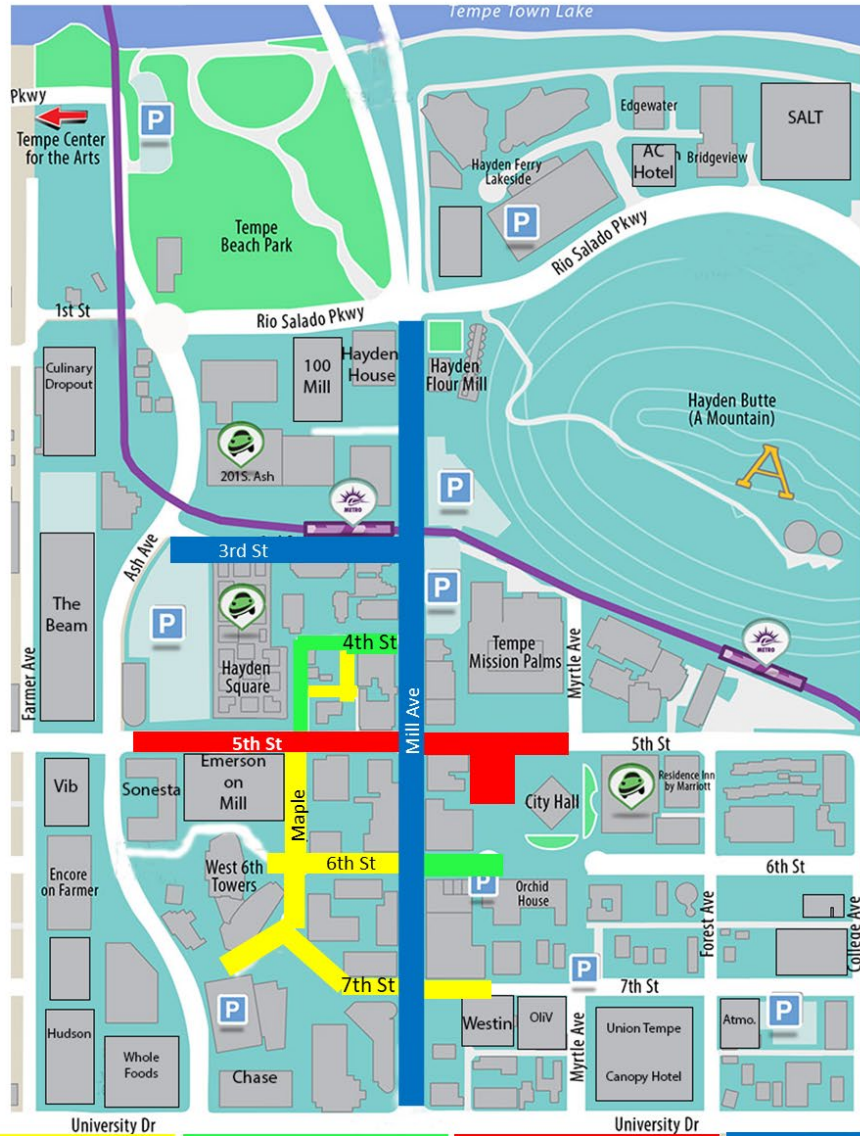 Tempe Town Lake
Pkwy
Tempe Center
for the Arts
P
Edgewater
SALT
AC
Hotel
Bridgeview
Hayden Ferry
Lakeside
P
Tempe
Beach Park
Rio Salado Pkwy
1st St
Rio Salado Pkwy
Culinary
Dropout
100
Mill
Hayden
House
Hayden
Flour Mill
Hayden Butte
(A Mountain)
A
201S. Ash
P
METRO
Ash Ave
3rd St
The
Beam
P
P
Hayden
Square
4th St
Tempe
Mission Palms
Myrtle Ave
METRO
Farmer Ave
Mill Ave
5th St
5th St
Vib
Sonesta
Emerson
on
Mill
Maple
City Hall
Residence Inn
by Marriott
Encore
on Farmer
West 6th
Towers
6th St
6th St
P
Orchid
House
Forest Ave
College Ave
P
7th St
7th St
P
Hudson
Whole
Foods
Chase
Westin
OliV
Myrtle Ave
Union Tempe
Canopy Hotel
Atmo.
P
University Dr
University Dr